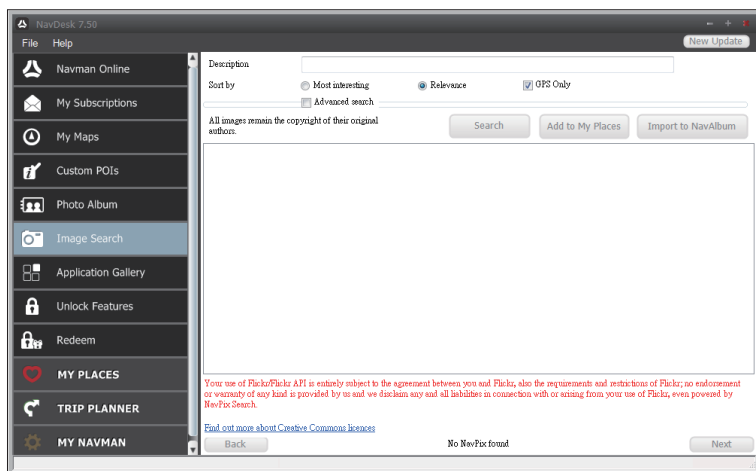 NavDesk 7.50
File Help
New Update
Navman Online
My Subscriptions
My Maps
Custom POIs
Photo Album
Image Search
Application Gallery
Unlock Features
Redeem
MY PLACES
TRIP PLANNER
MY NAVMAN
Description
Sort by Most interesting Relevance GPS Only
Advanced search
All images remain the copyright of their original
authors.
Search Add to My Places Import to NavAlbum
Your use of Flickr/Flickr API is entirely subject to the agreement between you and Flickr, also the requirements and restrictions of Flickr; no endorsement
or warranty of any kind is provided by us and we disclaim any and all liabilities in connection with or arising from your use of Flickr, even powered by
NavPix Search.
Find out more about Creative Commons licences
Back No NavPix found Next